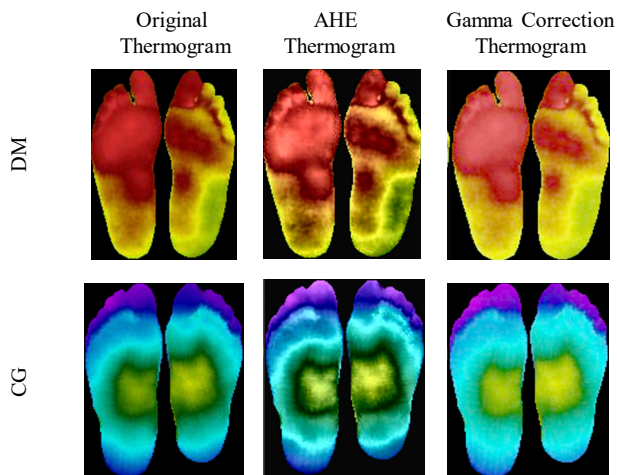 Original Thermogram
AHE Thermogram
Gamma Correction Thermogram
DM
CG